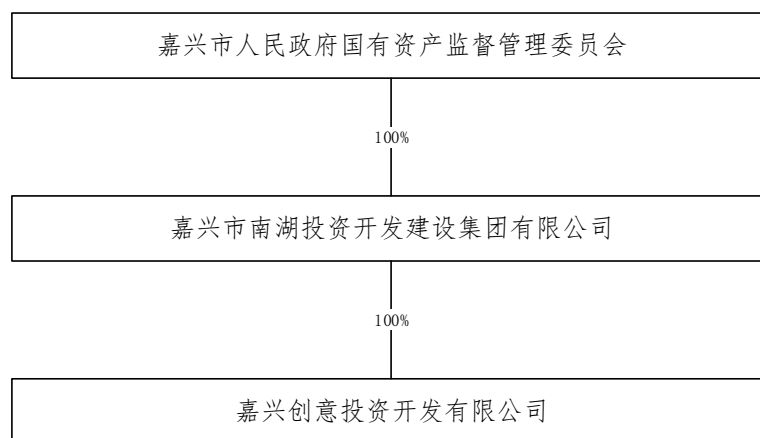 嘉兴市人民政府国有资产监督管理委员会
100%
嘉兴市南湖投资开发建设集团有限公司
100%
嘉兴创意投资开发有限公司